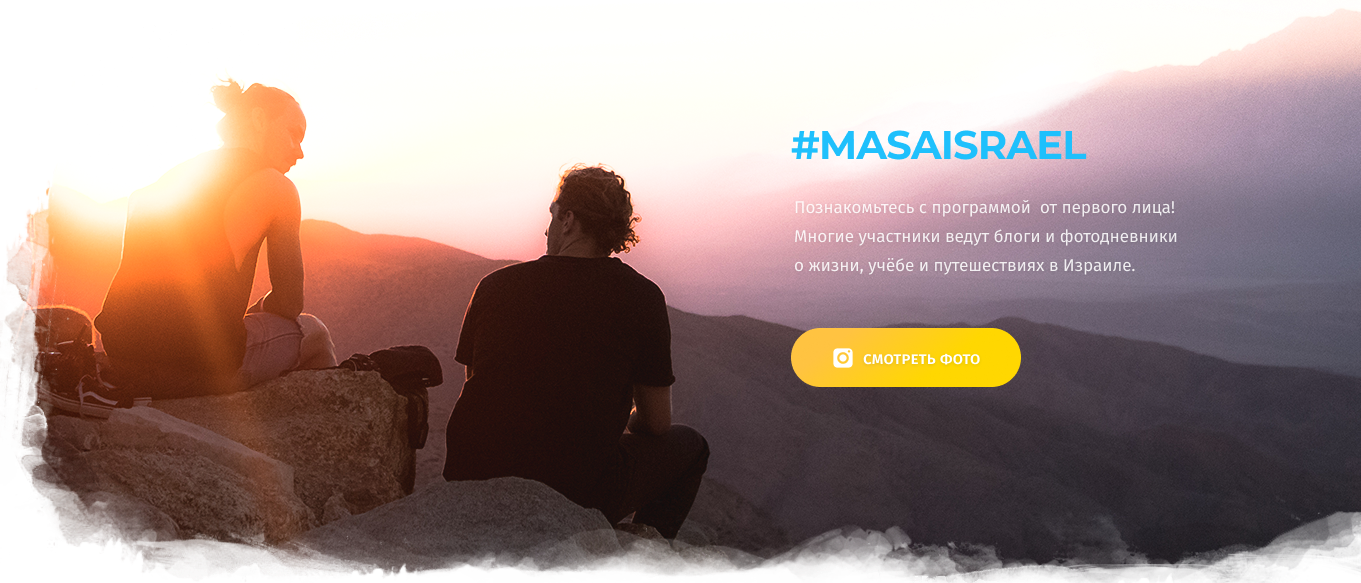 #MASAISRAEL
Познакомьтесь с программой от первого лица!
Многие участники ведут блоги и фотодневники
о жизни, учёбе и путешествиях в Израиле.
СМОТРЕТЬ ФОТО